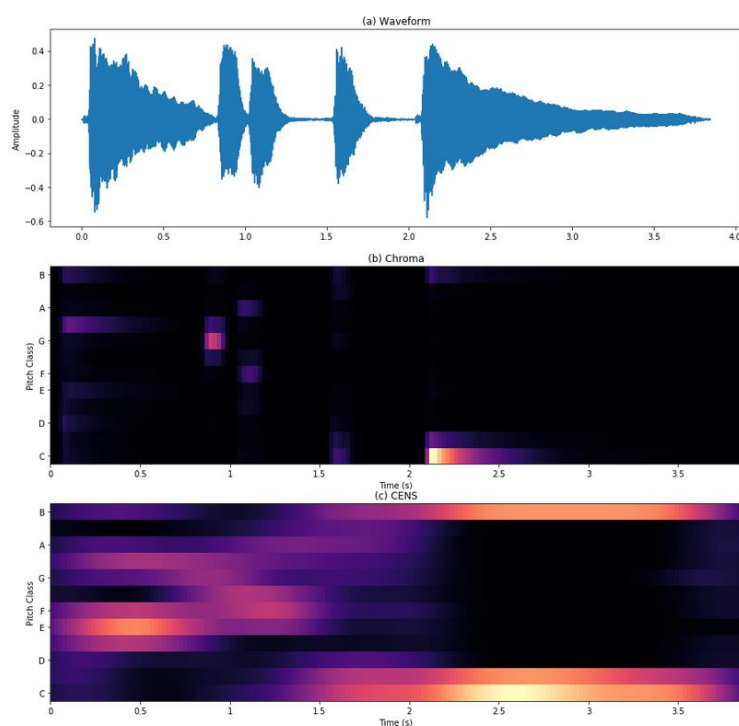 (a) Waveform
Amplitude
0.4
0.2
0.0
−0.2
−0.4
−0.6
0.0 0.5 1.0 1.5 2.0 2.5 3.0 3.5 4.0
(b) Chroma
Pitch Class)
B
A
G
F
E
D
C
0 0.5 1 1.5 2 2.5 3 3.5
Time (s)
(c) CENS
Pitch Class
B
A
G
F
E
D
C
0 0.5 1 1.5 2 2.5 3 3.5
Time (s)